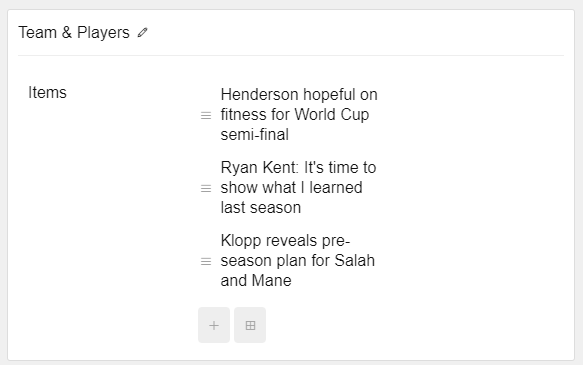 Team & Players
Items
Henderson hopeful on
fitness for World Cup
semi-final
Ryan Kent: It's time to
show what I learned
last season
Klopp reveals pre-
season plan for Salah
and Mane